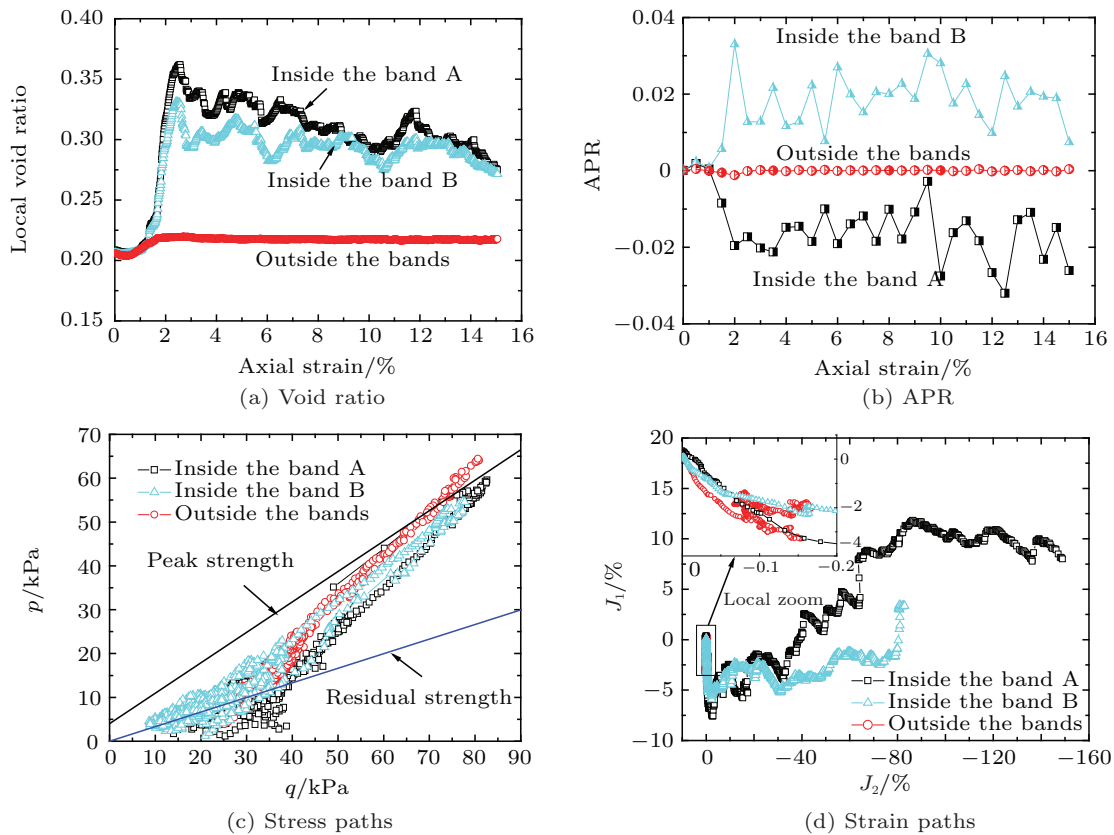 0.40
0.35
0.30
0.25
0.20
0.15
Local void ratio
Inside the band A
Inside the band B
Outside the bands
0 2 4 6 8 10 12 14 16
Axial strain/%
(a) Void ratio
0.04
0.02
0
−0.02
−0.04
APR
Inside the band B
Outside the bands
Inside the band A
2 4 6 8 10 12 14 16
Axial strain/%
(b) APR
70
60
50
40
30
20
10
0
p/kPa
Inside the band A
Inside the band B
Outside the bands
Peak strength
Residual strength
0 10 20 30 40 50 60 70 80 90
q/kPa
(c) Stress paths
20
15
10
5
0
−5
−10
J1/%
0
−2
−4
0 −0.1 −0.2
Local zoom
Inside the band A
Inside the band B
Outside the bands
0 −40 −80 −120 −160
J2/%
(d) Strain paths